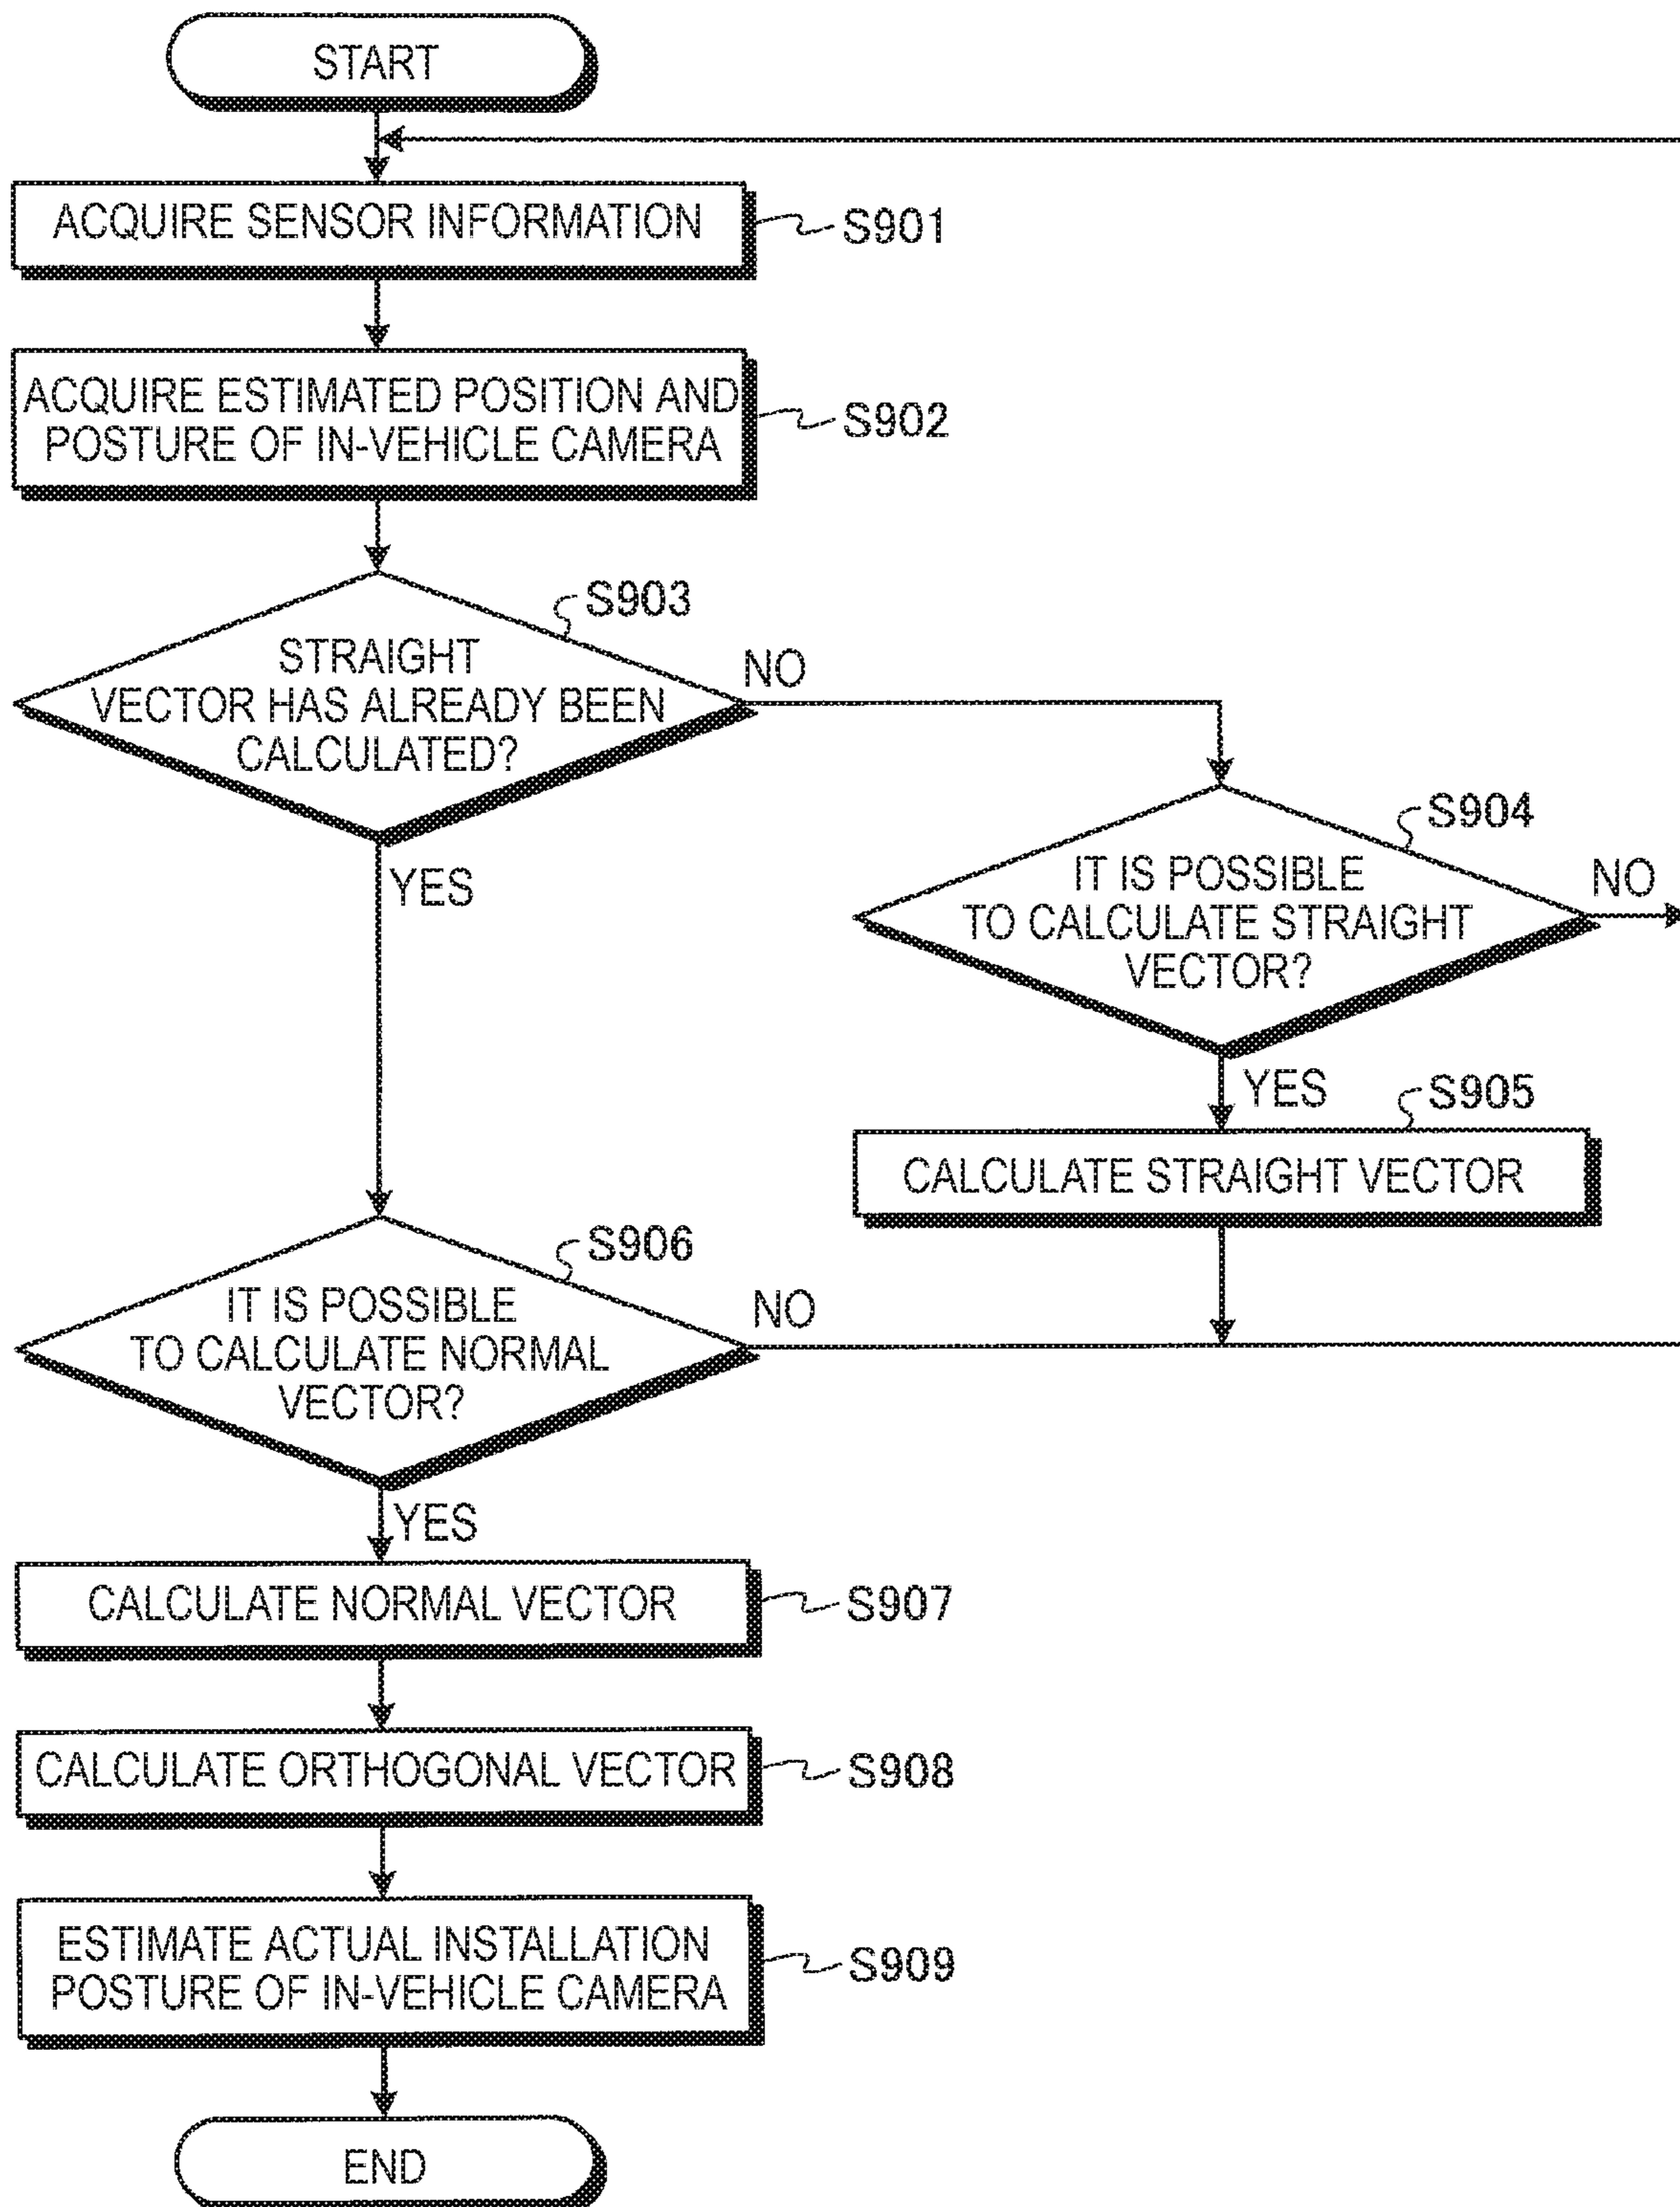 START
ACQUIRE SENSOR INFORMATION
S901
ACQUIRE ESTIMATED POSITION AND
POSTURE OF IN-VEHICLE CAMERA
S902
S903
STRAIGHT
VECTOR HAS ALREADY BEEN
CALCULATED?
NO
YES
S904
IT IS POSSIBLE
TO CALCULATE STRAIGHT
VECTOR?
NO
YES
S905
CALCULATE STRAIGHT VECTOR
S906
IT IS POSSIBLE
TO CALCULATE NORMAL
VECTOR?
NO
YES
CALCULATE NORMAL VECTOR
S907
CALCULATE ORTHOGONAL VECTOR
S908
ESTIMATE ACTUAL INSTALLATION
POSTURE OF IN-VEHICLE CAMERA
S909
END